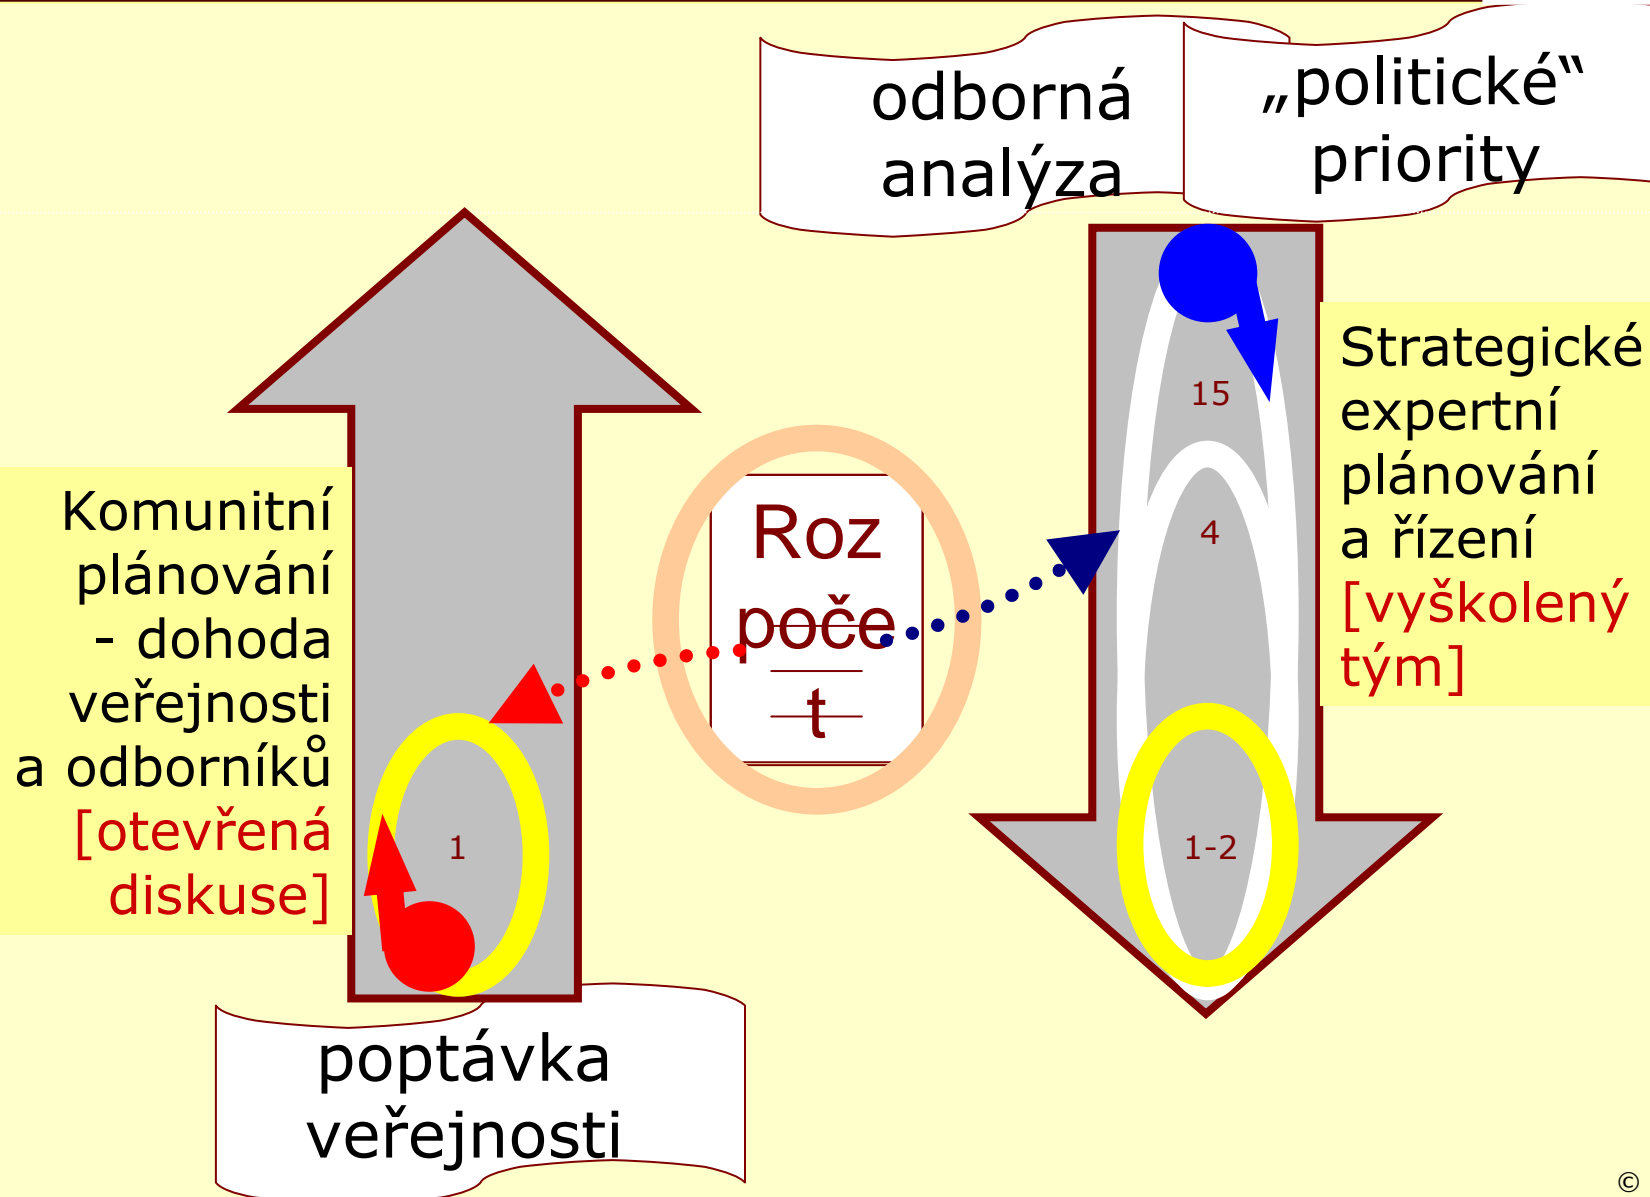 odborná
analýza
„politické“
priority
Strategické
expertní
plánování
a řízení
[vyškolený
tým]
15
4
1-2
Roz
poče
t
Komunitní
plánování
- dohoda
veřejnosti
a odborníků
[otevřená
diskuse]
1
poptávka
veřejnosti
©